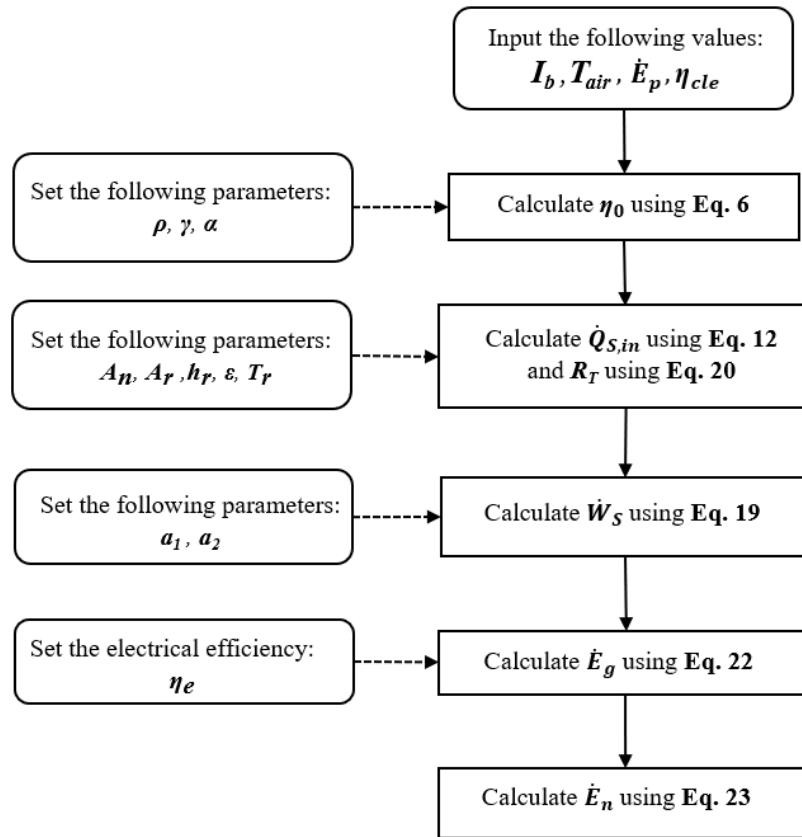 Input the following values:
I_b, T_air, Ė_p, η_cle
Set the following parameters:
ρ, γ, α
Calculate η_0 using Eq. 6
Set the following parameters:
A_n, A_r ,h_r, ε, T_r
Calculate Q̇_S,in using Eq. 12
and R_T using Eq. 20
Set the following parameters:
a_1, a_2
Calculate Ẇ_S using Eq. 19
Set the electrical efficiency:
η_e
Calculate Ė_g using Eq. 22
Calculate Ė_n using Eq. 23